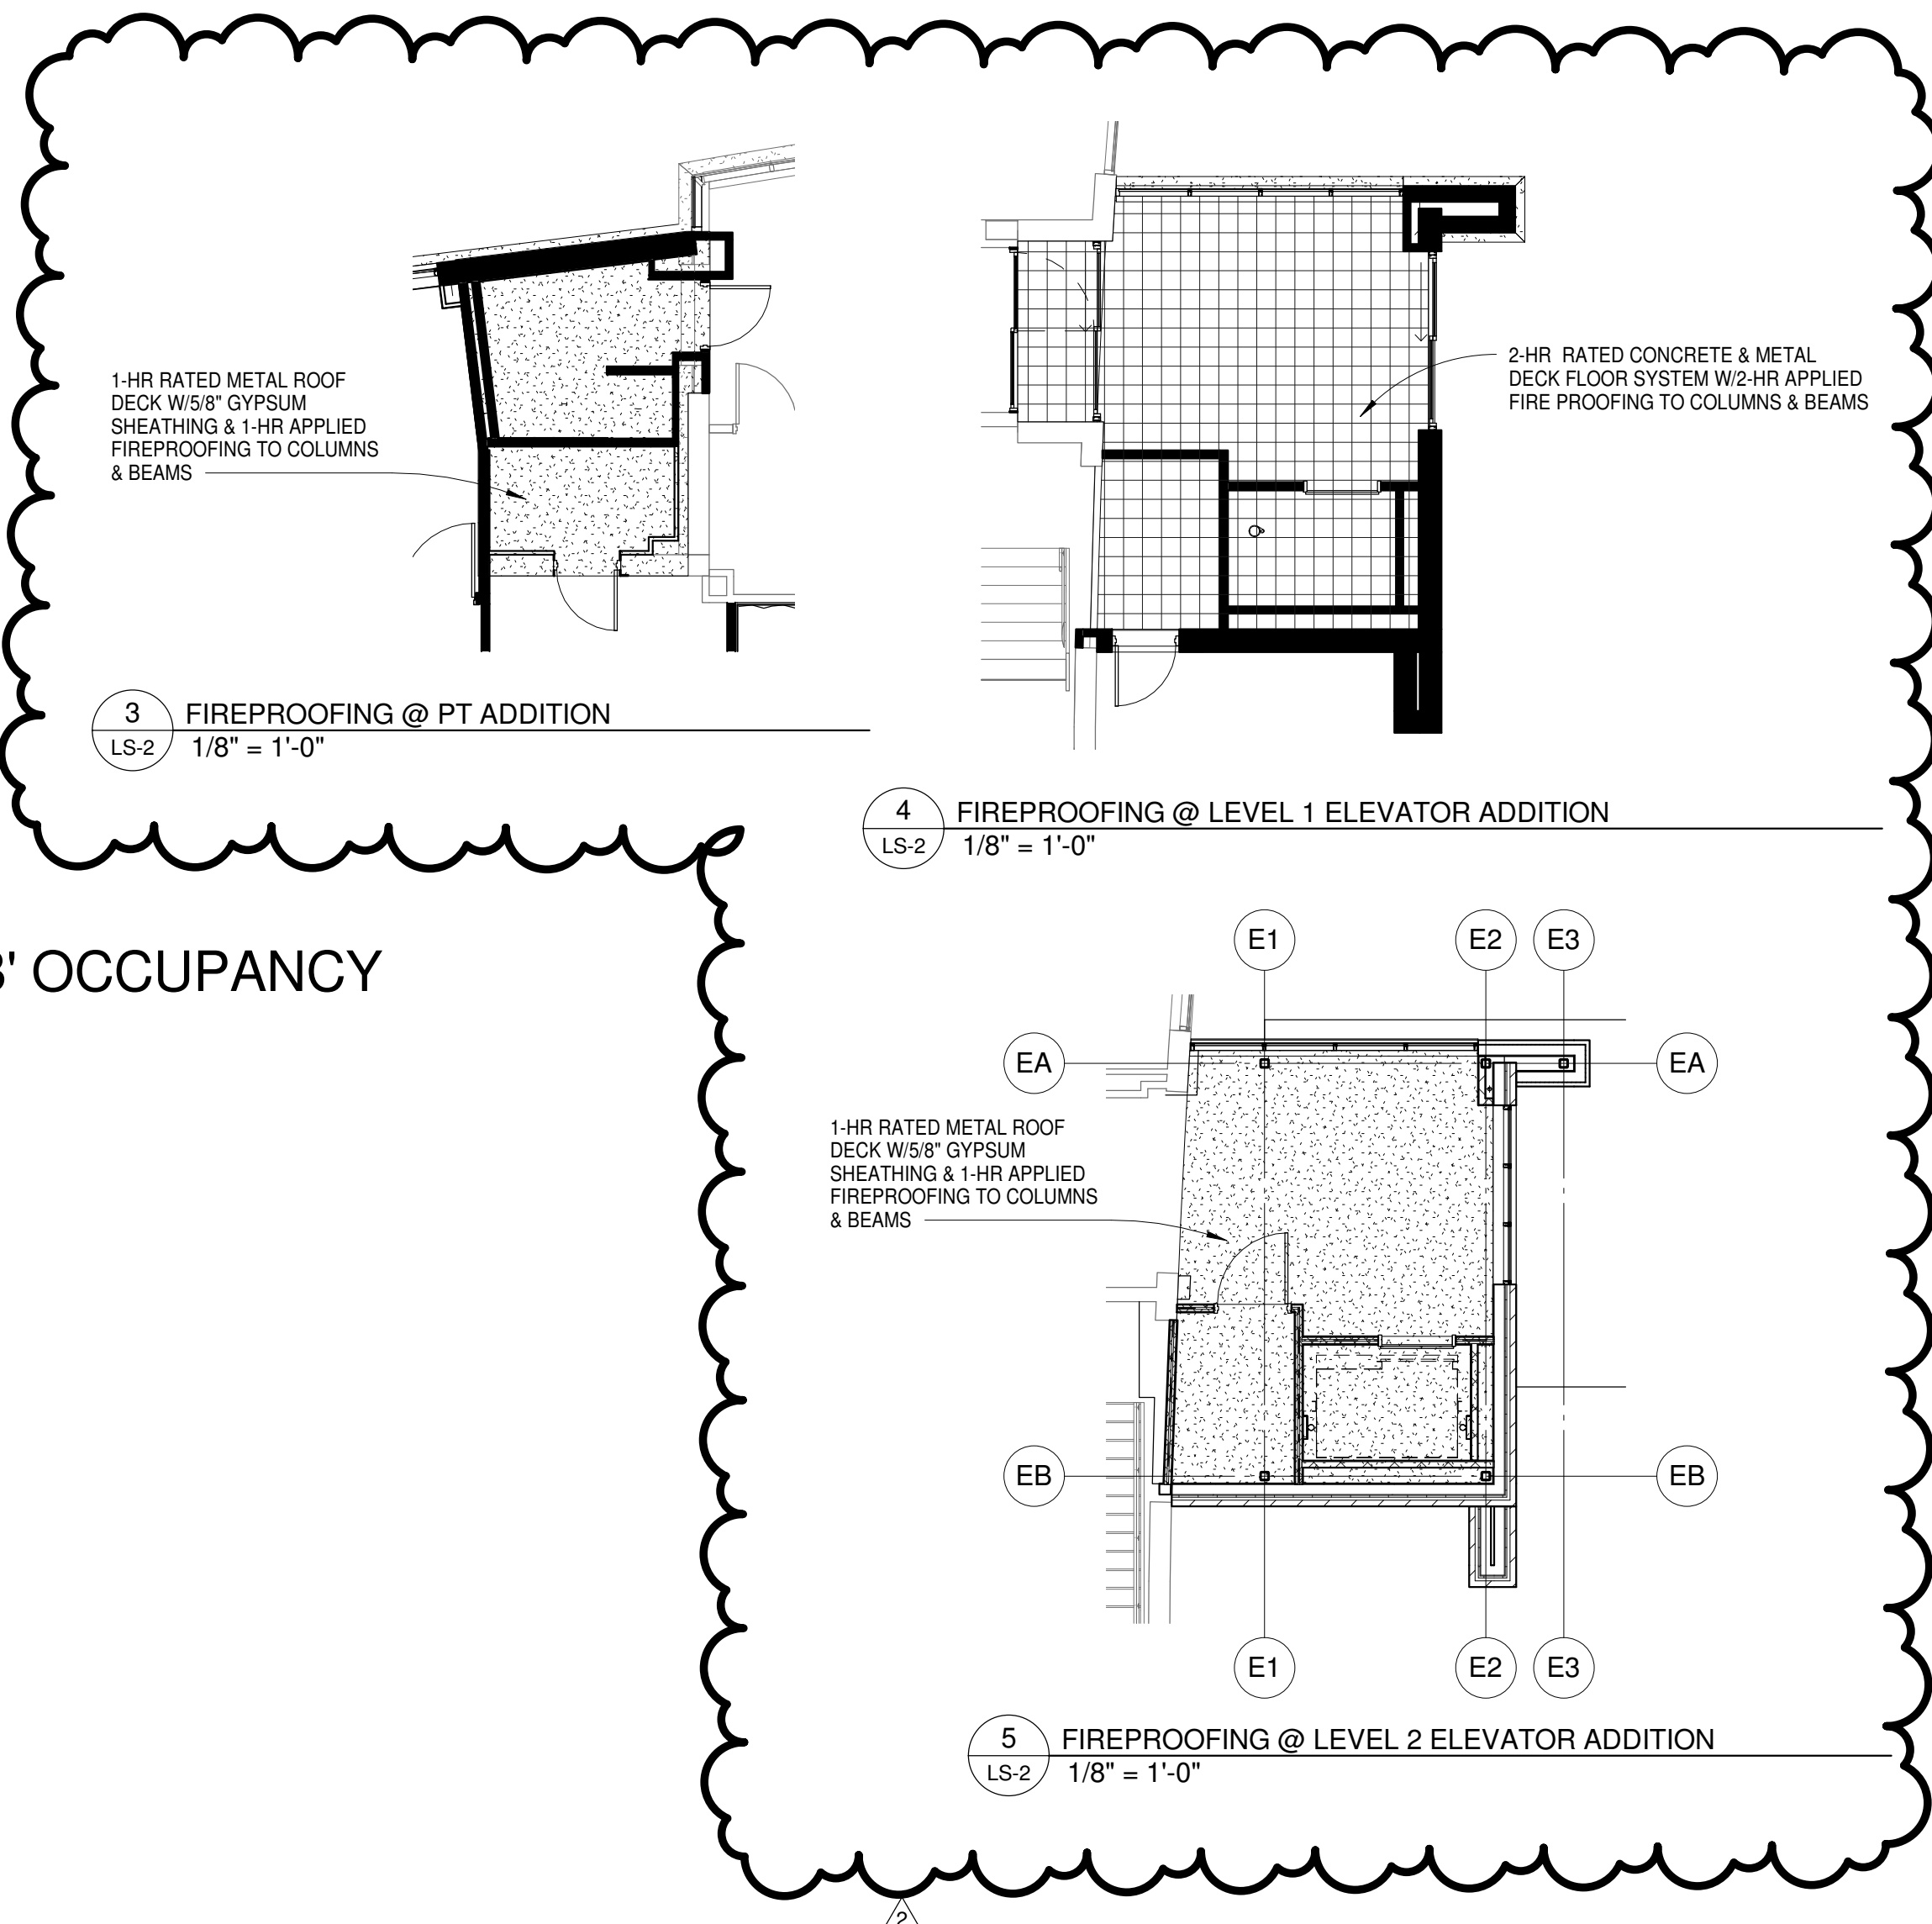 1-HR RATED METAL ROOF
DECK W/5/8" GYPSUM
SHEATHING & 1-HR APPLIED
FIREPROOFING TO COLUMNS
& BEAMS
2-HR RATED CONCRETE & METAL
DECK FLOOR SYSTEM W/2-HR APPLIED
FIRE PROOFING TO COLUMNS & BEAMS
3
LS-2
FIREPROOFING @ PT ADDITION
1/8" = 1'-0"
4
LS-2
FIREPROOFING @ LEVEL 1 ELEVATOR ADDITION
1/8" = 1'-0"
OCCUPANCY
E1
E2
E3
EA
EA
1-HR RATED METAL ROOF
DECK W/5/8" GYPSUM
SHEATHING & 1-HR APPLIED
FIREPROOFING TO COLUMNS
& BEAMS
EB
EB
E1
E2
E3
5
LS-2
FIREPROOFING @ LEVEL 2 ELEVATOR ADDITION
1/8" = 1'-0"
2